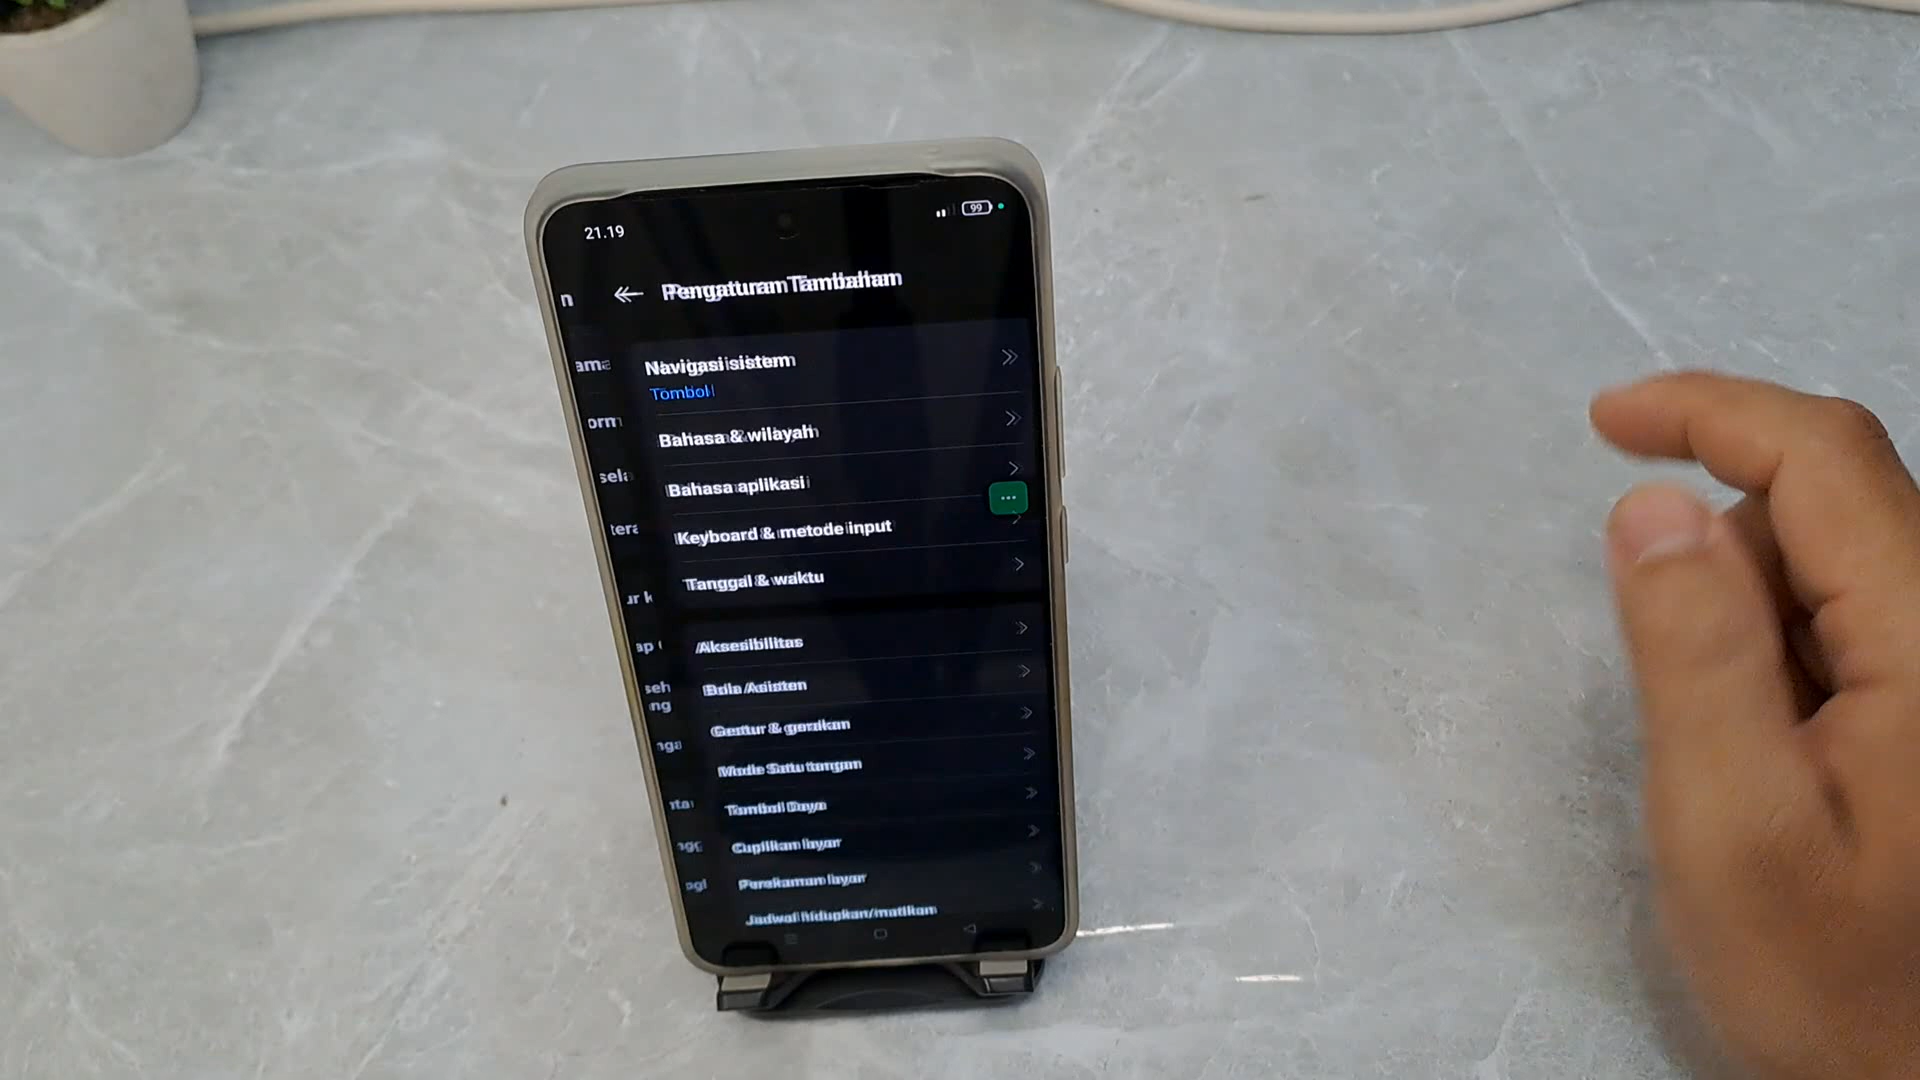 21.19
99
Pengaturan Tambahan
Navigasi sistem
Tombol
Bahasa & wilayah
Bahasa aplikasi
Keyboard & metode input
Tanggal & waktu
Aksesibilitas
Bola Asisten
Gestur & gerakan
Mode Satu tangan
Tombol Daya
Cuplikan layar
Perekaman layar
Jadwal hidupkan/matikan